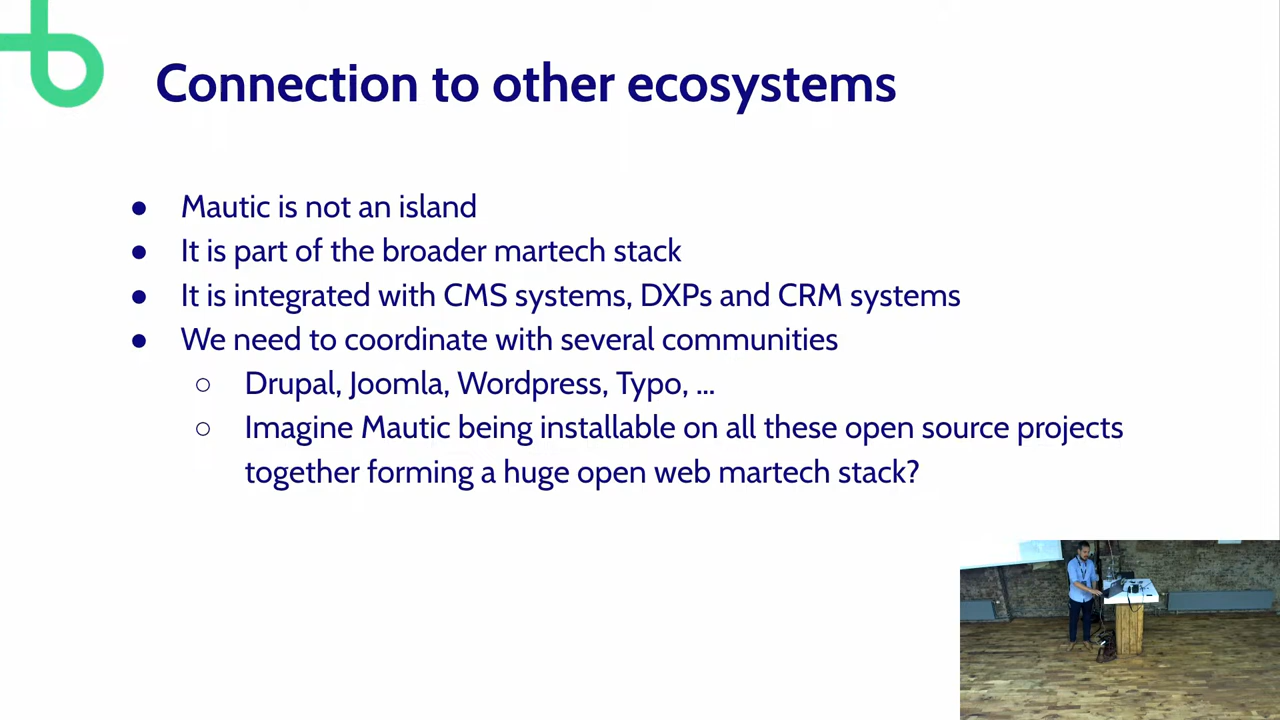 Connection to other ecosystems
● Mautic is not an island
● It is part of the broader martech stack
● It is integrated with CMS systems, DXPs and CRM systems
● We need to coordinate with several communities
○ Drupal, Joomla, Wordpress, Typo, ...
○ Imagine Mautic being installable on all these open source projects
together forming a huge open web martech stack?